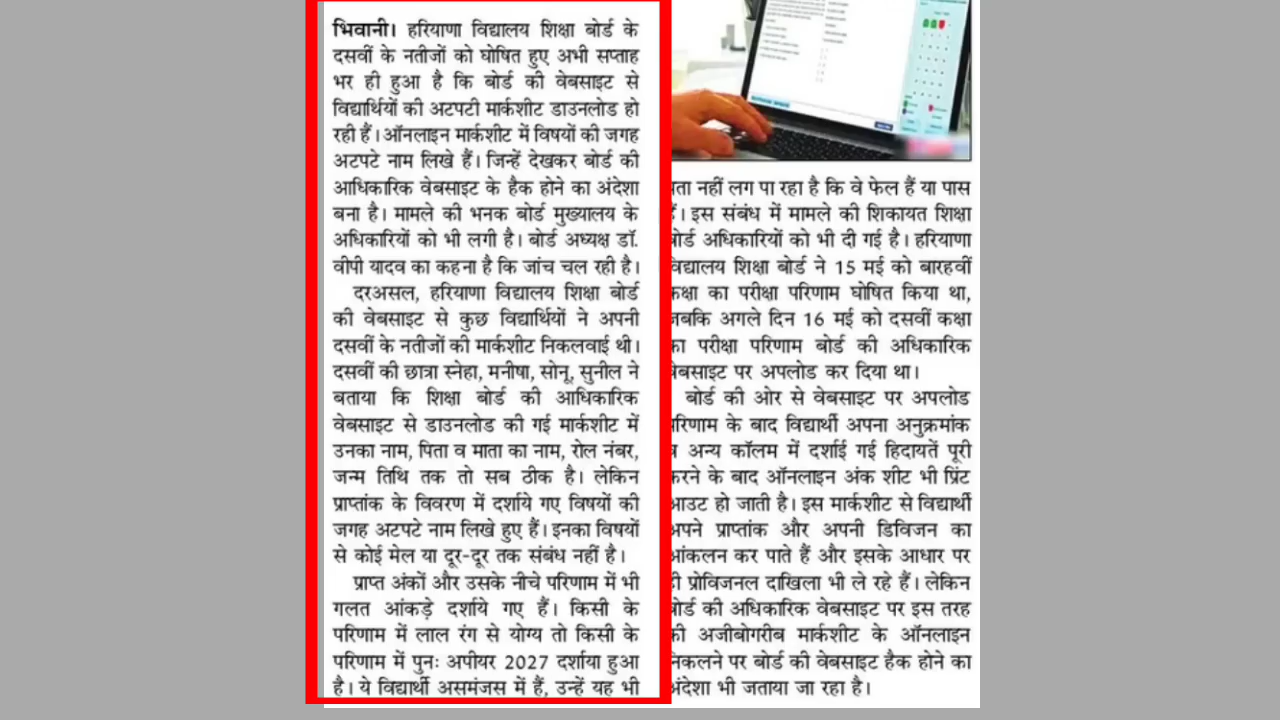 भिवानी। हरियाणा विद्यालय शिक्षा बोर्ड के
दसवीं के नतीजों को घोषित हुए अभी सप्ताह
भर ही हुआ है कि बोर्ड की वेबसाइट से
विद्यार्थियों की अटपटी मार्कशीट डाउनलोड हो
रही हैं। ऑनलाइन मार्कशीट में विषयों की जगह
अटपटे नाम लिखे हैं। जिन्हें देखकर बोर्ड की
आधिकारिक वेबसाइट के हैक होने का अंदेशा
बना है। मामले की भनक बोर्ड मुख्यालय के
अधिकारियों को भी लगी है। बोर्ड अध्यक्ष डॉ.
वीपी यादव का कहना है कि जांच चल रही है।
दरअसल, हरियाणा विद्यालय शिक्षा बोर्ड
की वेबसाइट से कुछ विद्यार्थियों ने अपनी
दसवीं के नतीजों की मार्कशीट निकलवाई थी।
दसवीं की छात्रा स्नेहा, मनीषा, सोनू, सुनील ने
बताया कि शिक्षा बोर्ड की आधिकारिक
वेबसाइट से डाउनलोड की गई मार्कशीट में
उनका नाम, पिता व माता का नाम, रोल नंबर,
जन्म तिथि तक तो सब ठीक है। लेकिन
प्राप्तांक के विवरण में दर्शाये गए विषयों की
जगह अटपटे नाम लिखे हुए हैं। इनका विषयों
से कोई मेल या दूर-दूर तक संबंध नहीं है।
प्राप्त अंकों और उसके नीचे परिणाम में भी
गलत आंकड़े दर्शाये गए हैं। किसी के
परिणाम में लाल रंग से योग्य तो किसी के
परिणाम में पुनः अपीयर 2027 दर्शाया हुआ
है। ये विद्यार्थी असमंजस में हैं, उन्हें यह भी
पता नहीं लग पा रहा है कि वे फेल हैं या पास
हैं। इस संबंध में मामले की शिकायत शिक्षा
बोर्ड अधिकारियों को भी दी गई है। हरियाणा
विद्यालय शिक्षा बोर्ड ने 15 मई को बारहवीं
कक्षा का परीक्षा परिणाम घोषित किया था,
जबकि अगले दिन 16 मई को दसवीं कक्षा
का परीक्षा परिणाम बोर्ड की अधिकारिक
वेबसाइट पर अपलोड कर दिया था।
बोर्ड की ओर से वेबसाइट पर अपलोड
परिणाम के बाद विद्यार्थी अपना अनुक्रमांक
व अन्य कॉलम में दर्शाई गई हिदायतें पूरी
करने के बाद ऑनलाइन अंक शीट भी प्रिंट
आउट हो जाती है। इस मार्कशीट से विद्यार्थी
अपने प्राप्तांक और अपनी डिविजन का
आंकलन कर पाते हैं और इसके आधार पर
ही प्रोविजनल दाखिला भी ले रहे हैं। लेकिन
बोर्ड की अधिकारिक वेबसाइट पर इस तरह
की अजीबोगरीब मार्कशीट के ऑनलाइन
निकलने पर बोर्ड की वेबसाइट हैक होने का
अंदेशा भी जताया जा रहा है।